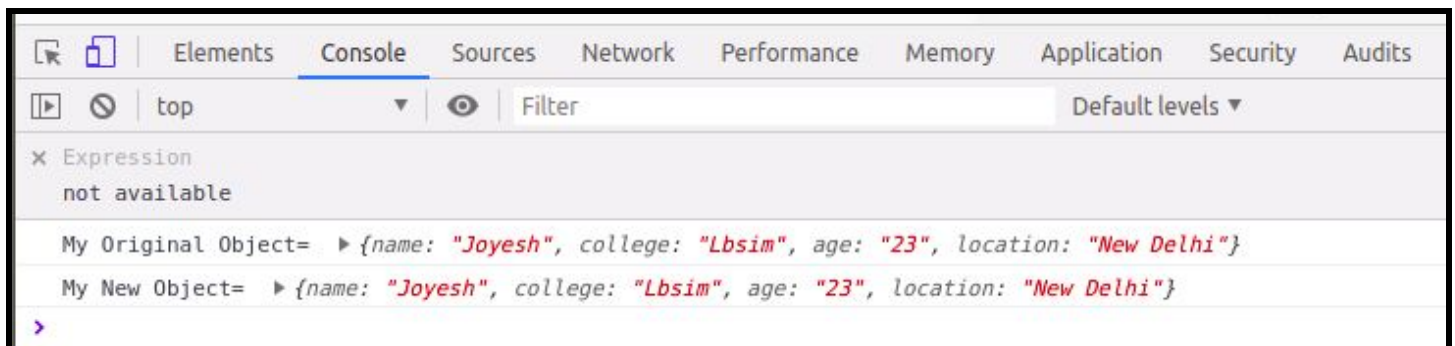 Elements Console Sources Network Performance Memory Application Security Audits
top Filter Default levels
Expression
not available
My Original Object= {name: "Joyesh", college: "Lbsim", age: "23", location: "New Delhi"}
My New Object= {name: "Joyesh", college: "Lbsim", age: "23", location: "New Delhi"}